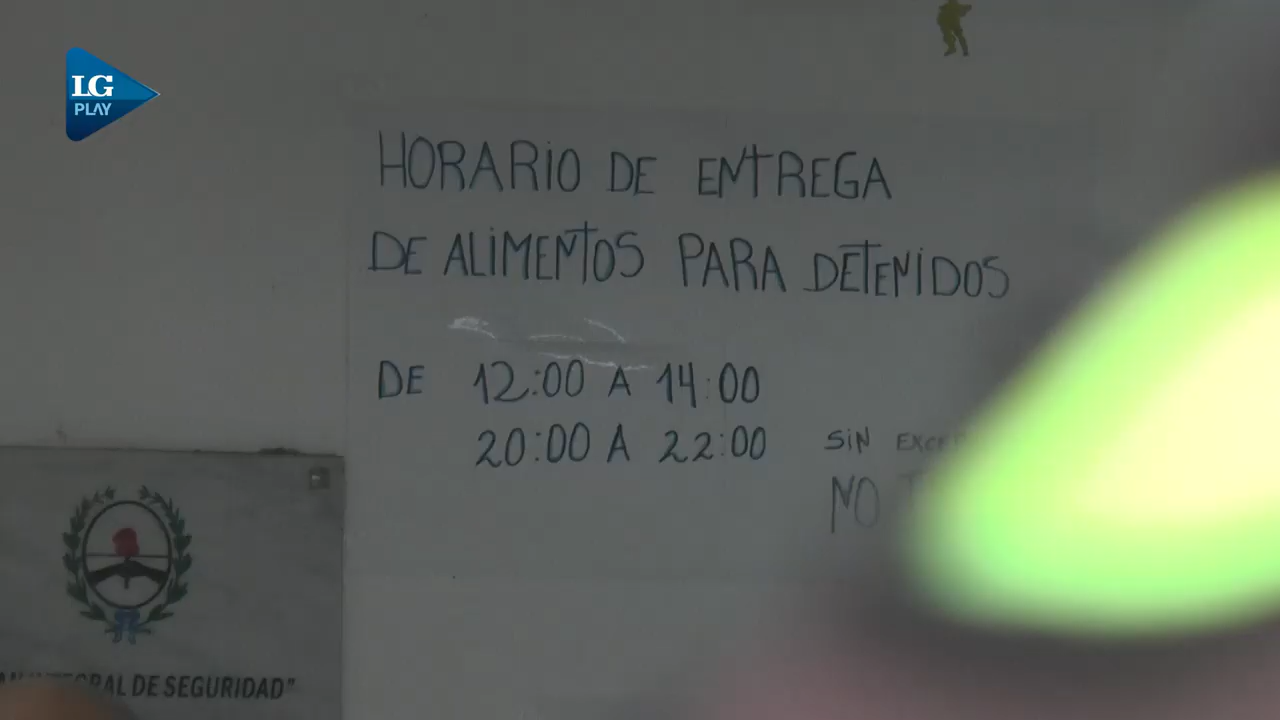 LG
PLAY
HORARIO DE ENTREGA
DE ALIMENTOS PARA DETENIDOS
DE 12:00 A 14:00
20:00 A 22:00 SIN
NO
DE SEGURIDAD"